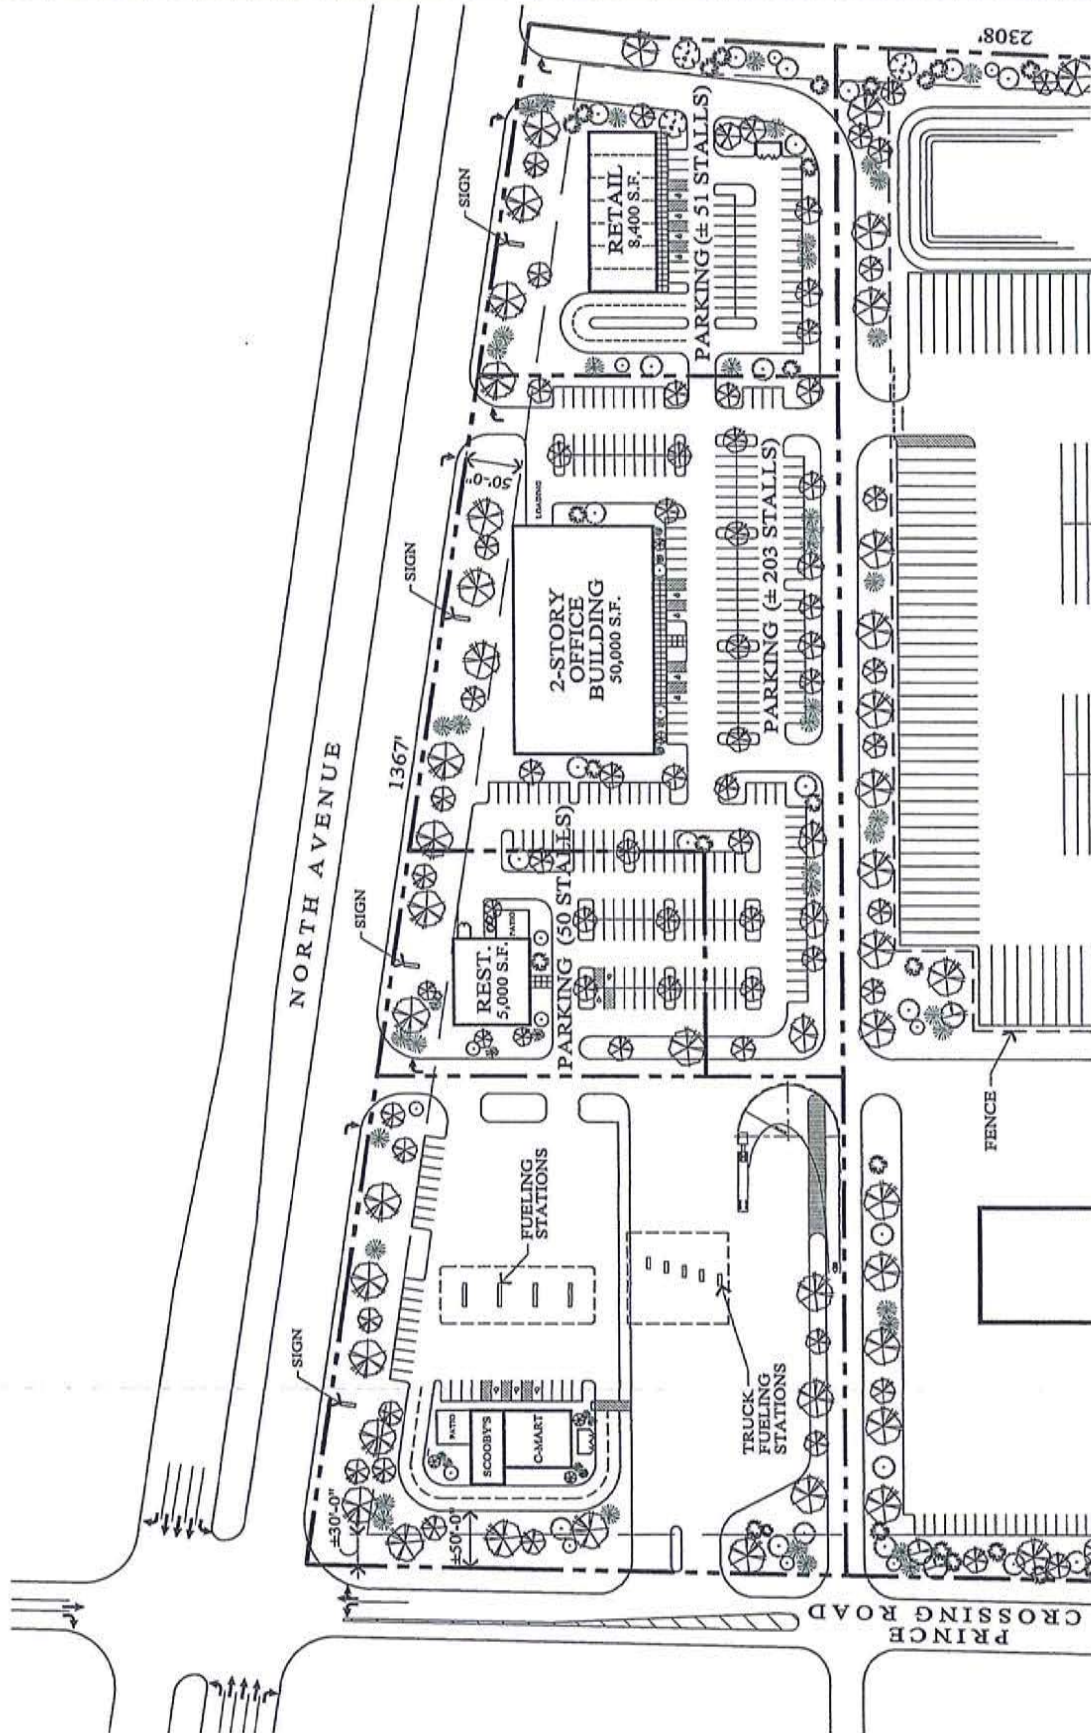 2308'
SIGN
RETAIL
8,400 S.F.
PARKING (± 51 STALLS)
50'-0"
LOADING
SIGN
2-STORY
OFFICE
BUILDING
50,000 S.F.
PARKING (± 203 STALLS)
1367'
NORTH AVENUE
SIGN
PATIO
REST.
5,000 S.F.
PARKING (50 STALLS)
FENCE
FUELING
STATIONS
SIGN
TRUCK
FUELING
STATIONS
PATIO
SCOOBY'S
C-MART
±30'-0"
±50'-0"
PRINCE
CROSSING ROAD